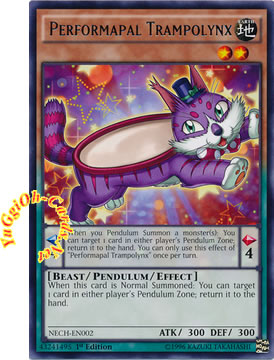 PERFORMAPAL TRAMPOLYNX
EARTH
When you Pendulum Summon a monster(s): You
can target 1 card in either player's Pendulum Zone;
return it to the hand. You can only use this effect of
"Performapal Trampolynx" once per turn.
4
[Beast / Pendulum / Effect]
When this card is Normal Summoned: You can target
1 card in either player's Pendulum Zone; return it to
the hand.
NECH-EN002
ATK / 300 DEF / 300
43241495 1st Edition
©1996 KAZUKI TAKAHASHI